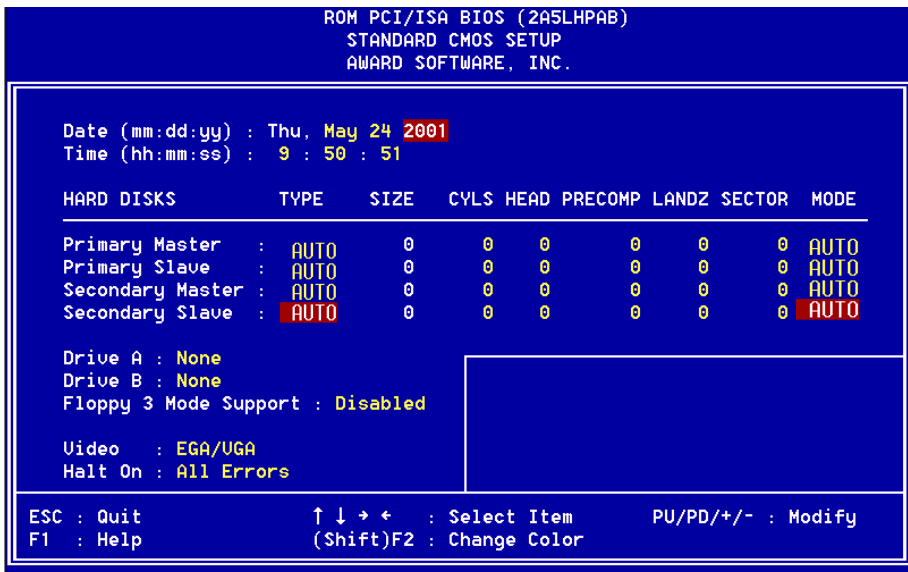 ROM PCI/ISA BIOS (2A5LHPAB)
STANDARD CMOS SETUP
AWARD SOFTWARE, INC.
Date (mm:dd:yy) : Thu, May 24 2001
Time (hh:mm:ss) : 9 : 50 : 51
HARD DISKS TYPE SIZE CYLS HEAD PRECOMP LANDZ SECTOR MODE
Primary Master : AUTO 0 0 0 0 0 0 AUTO
Primary Slave : AUTO 0 0 0 0 0 0 AUTO
Secondary Master : AUTO 0 0 0 0 0 0 AUTO
Secondary Slave : AUTO 0 0 0 0 0 0 AUTO
Drive A : None
Drive B : None
Floppy 3 Mode Support : Disabled
Video : EGA/VGA
Halt On : All Errors
ESC : Quit ↑ ↓ → ← : Select Item PU/PD/+/- : Modify
F1 : Help (Shift)F2 : Change Color